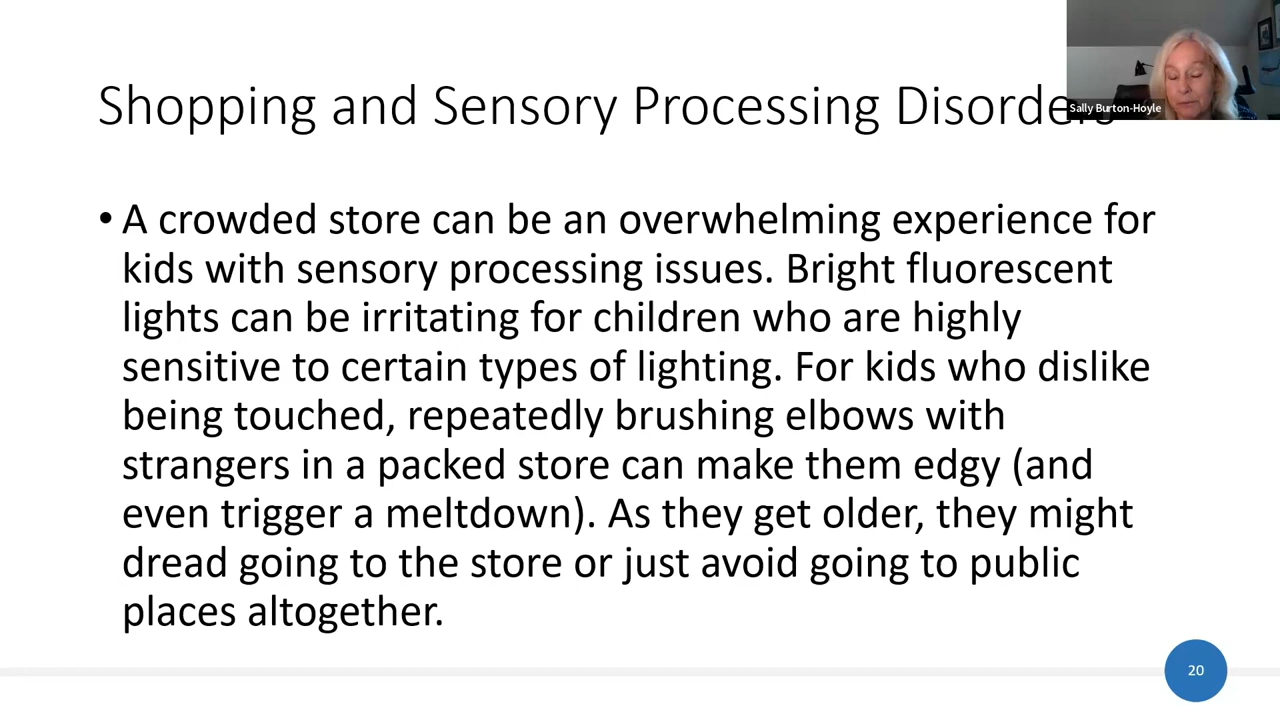 Shopping and Sensory Processing Disorders
Sally Burton-Hoyle
• A crowded store can be an overwhelming experience for
kids with sensory processing issues. Bright fluorescent
lights can be irritating for children who are highly
sensitive to certain types of lighting. For kids who dislike
being touched, repeatedly brushing elbows with
strangers in a packed store can make them edgy (and
even trigger a meltdown). As they get older, they might
dread going to the store or just avoid going to public
places altogether.
20